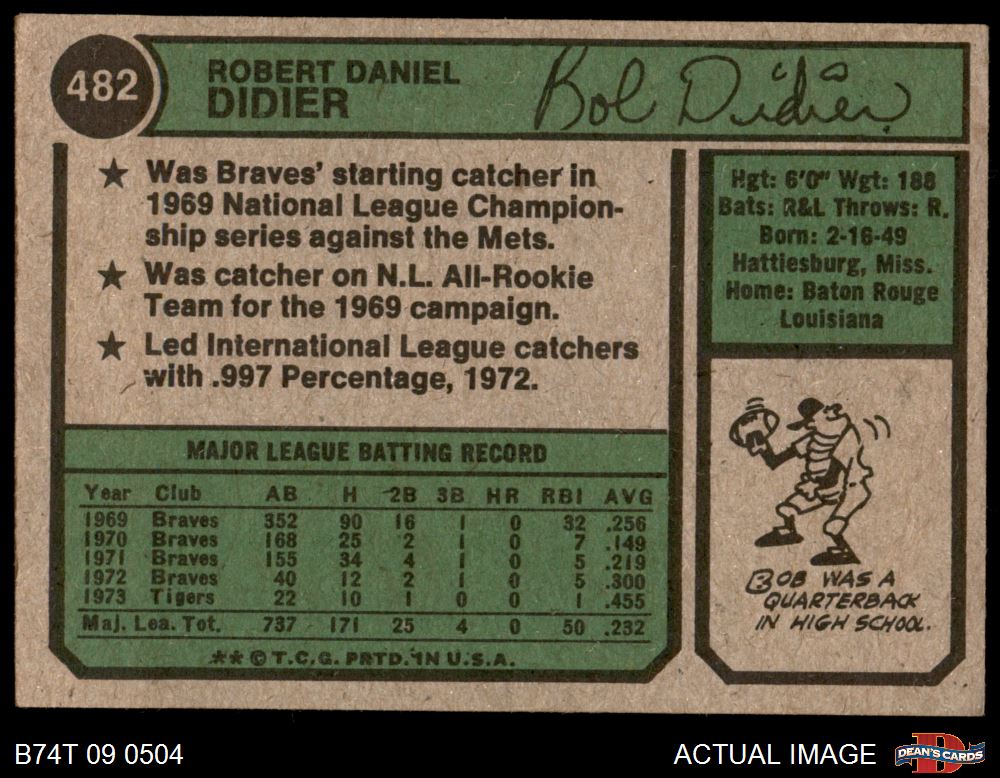 482
ROBERT DANIEL
DIDIER
Bob Didier
★ Was Braves' starting catcher in
1969 National League Champion-
ship series against the Mets.
★ Was catcher on N.L. All-Rookie
Team for the 1969 campaign.
★ Led International League catchers
with .997 Percentage, 1972.
Hgt: 6'0" Wgt: 188
Bats: R&L Throws: R.
Born: 2-16-49
Hattiesburg, Miss.
Home: Baton Rouge
Louisiana
MAJOR LEAGUE BATTING RECORD
Year Club AB H 2B 3B HR RBI AVG
1969 Braves 352 90 16 1 0 32 .256
1970 Braves 168 25 2 1 0 7 .149
1971 Braves 155 34 4 1 0 5 .219
1972 Braves 40 12 2 1 0 5 .300
1973 Tigers 22 10 1 0 0 1 .455
Maj. Lea. Tot. 737 171 25 4 0 50 .232
** © T.C.G. PRTD. IN U.S.A.
BOB WAS A
QUARTERBACK
IN HIGH SCHOOL.
B74T 09 0504
ACTUAL IMAGE
DEAN'S CARDS